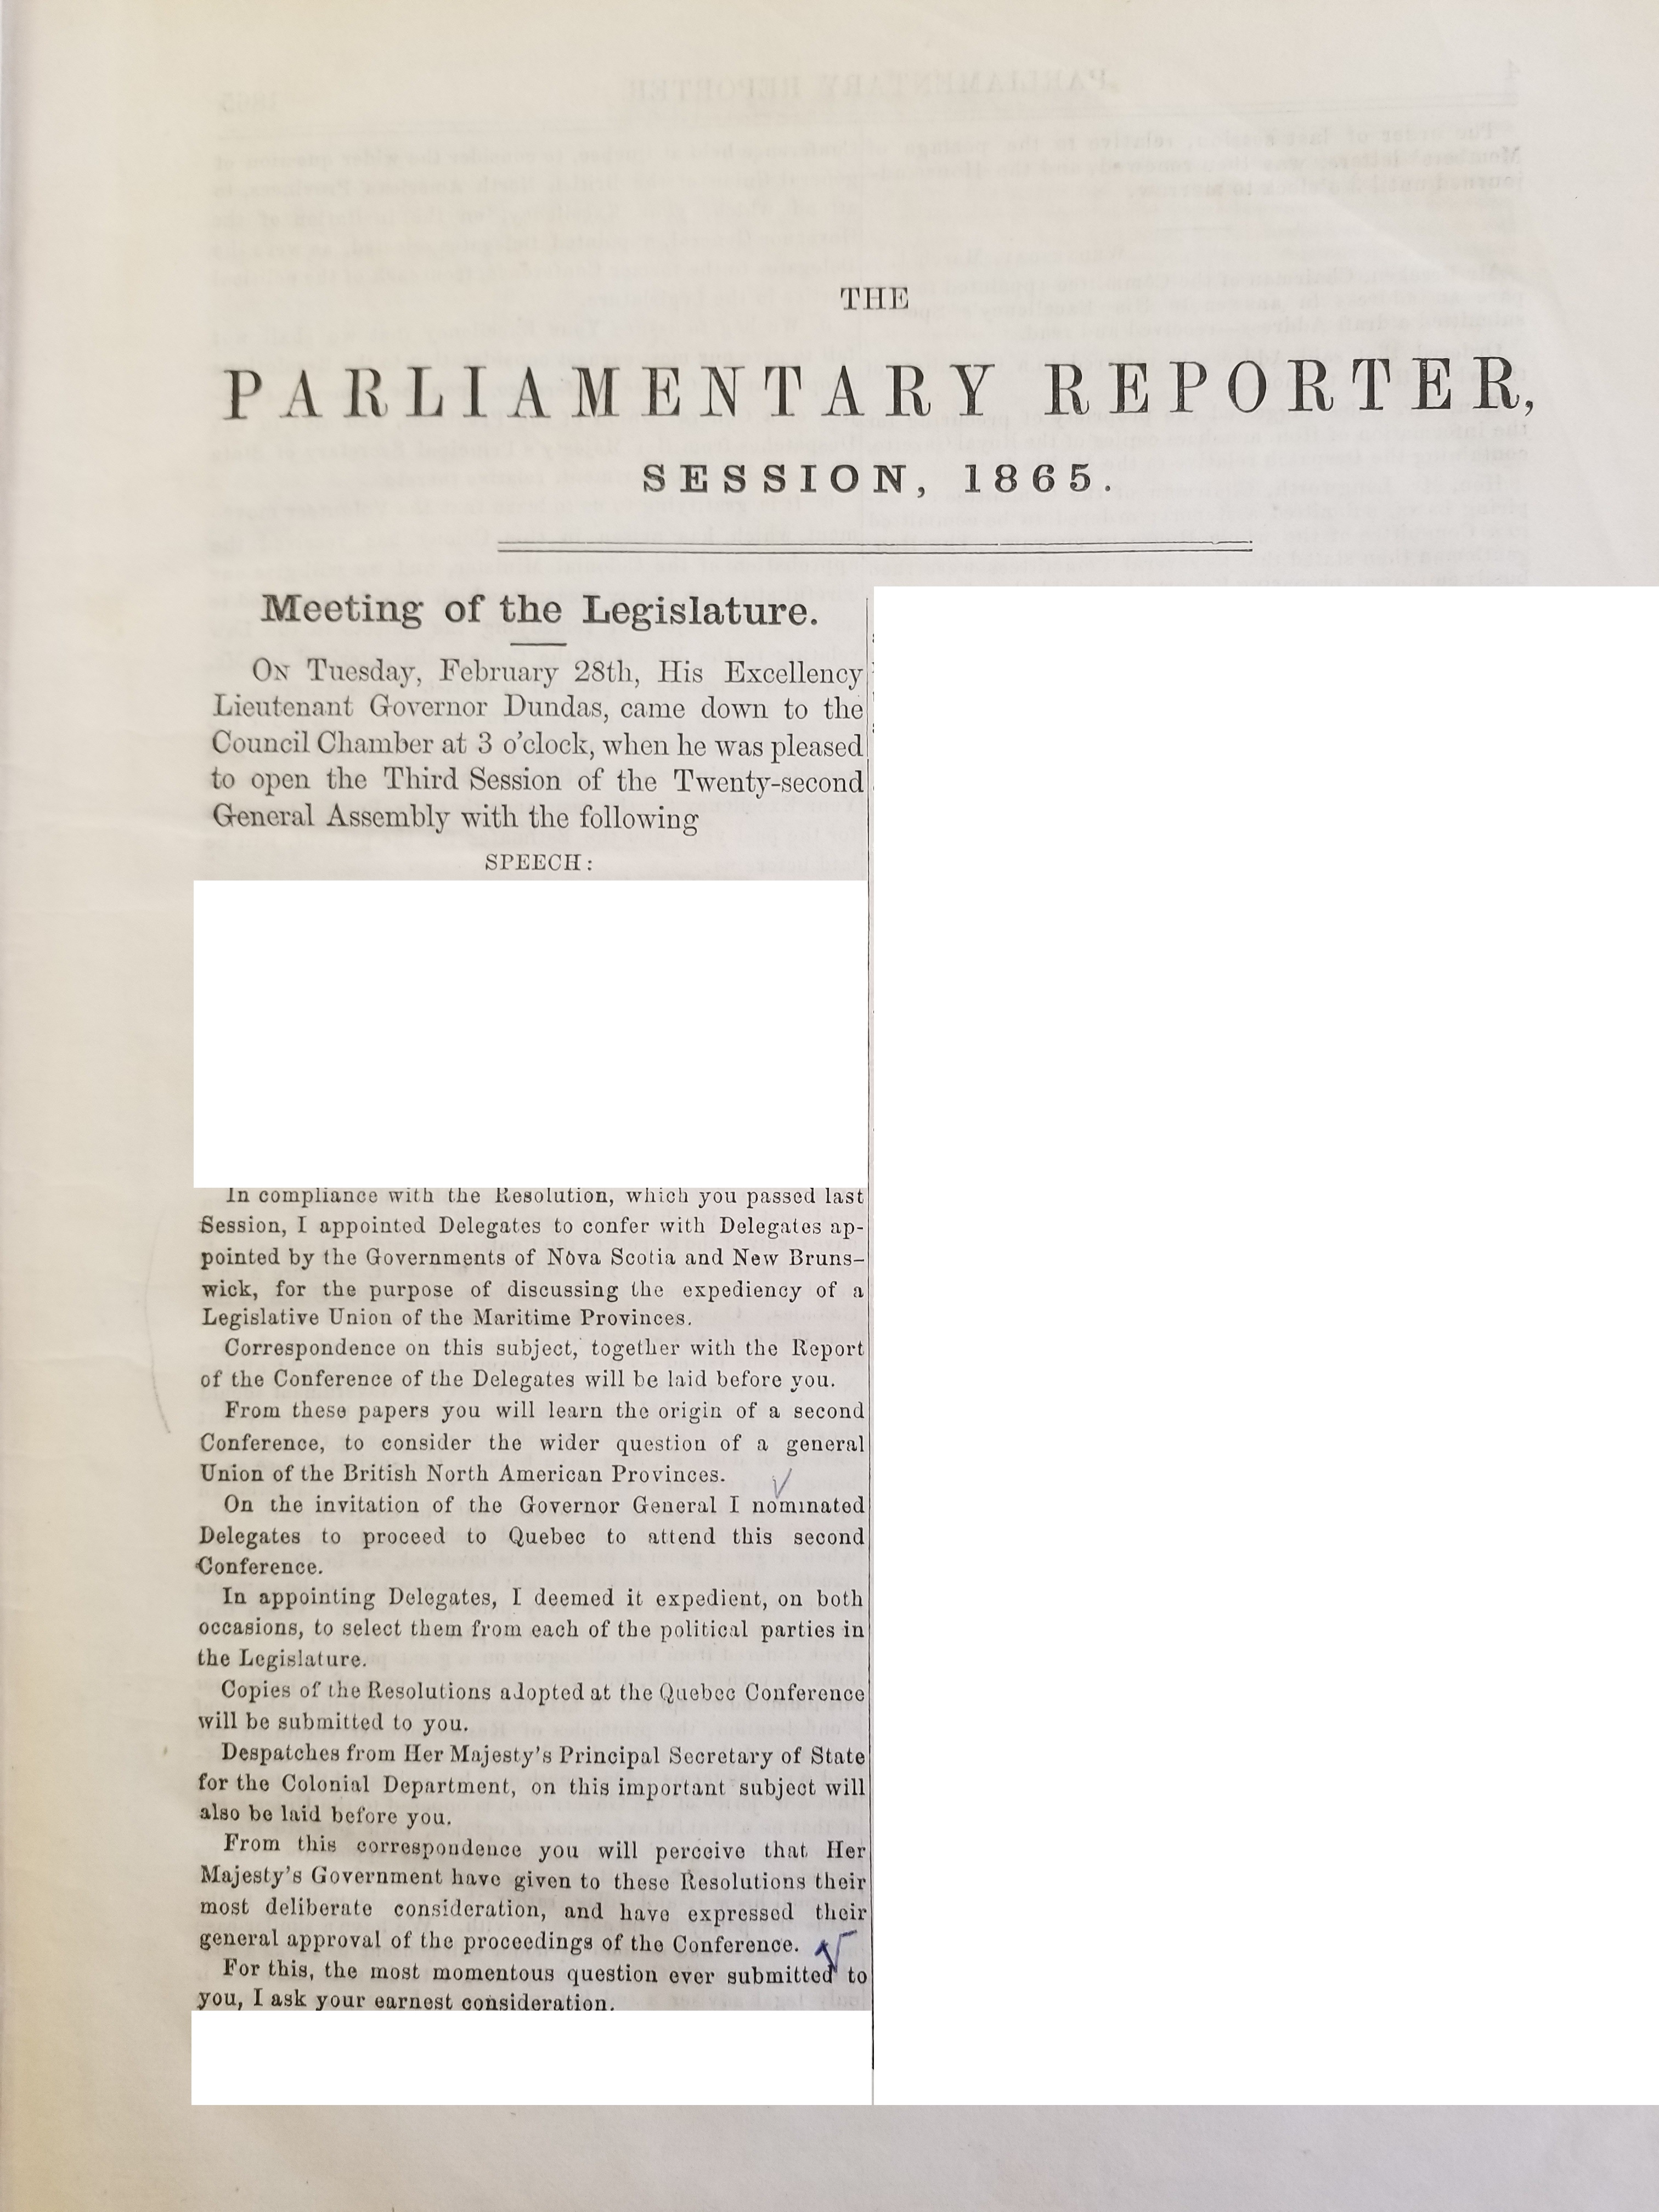 THE
PARLIAMENTARY REPORTER,
SESSION, 1865.
Meeting of the Legislature.
ON Tuesday, February 28th, His Excellency
Lieutenant Governor Dundas, came down to the
Council Chamber at 3 o'clock, when he was pleased
to open the Third Session of the Twenty-second
General Assembly with the following
SPEECH:
In compliance with the Resolution, which you passed last
Session, I appointed Delegates to confer with Delegates ap-
pointed by the Governments of Nova Scotia and New Bruns-
wick, for the purpose of discussing the expediency of a
Legislative Union of the Maritime Provinces.
Correspondence on this subject, together with the Report
of the Conference of the Delegates will be laid before you.
From these papers you will learn the origin of a second
Conference, to consider the wider question of a general
Union of the British North American Provinces.
On the invitation of the Governor General I nominated
Delegates to proceed to Quebec to attend this second
Conference.
In appointing Delegates, I deemed it expedient, on both
occasions, to select them from each of the political parties in
the Legislature.
Copies of the Resolutions adopted at the Quebec Conference
will be submitted to you.
Despatches from Her Majesty's Principal Secretary of State
for the Colonial Department, on this important subject will
also be laid before you.
From this correspondence you will perceive that Her
Majesty's Government have given to these Resolutions their
most deliberate consideration, and have expressed their
general approval of the proceedings of the Conference.
For this, the most momentous question ever submitted to
you, I ask your earnest consideration.